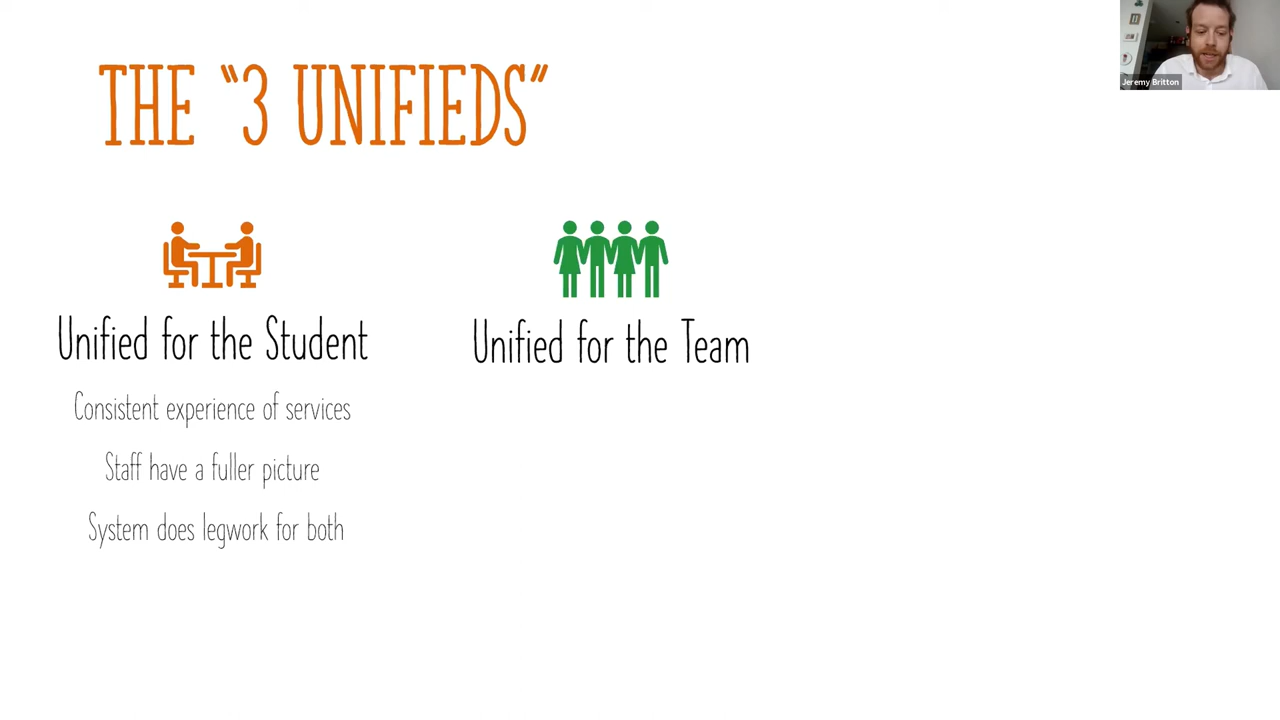 THE “3 UNIFIEDS”
Jeremy Britton
Unified for the Student
Unified for the Team
Consistent experience of services
Staff have a fuller picture
System does legwork for both